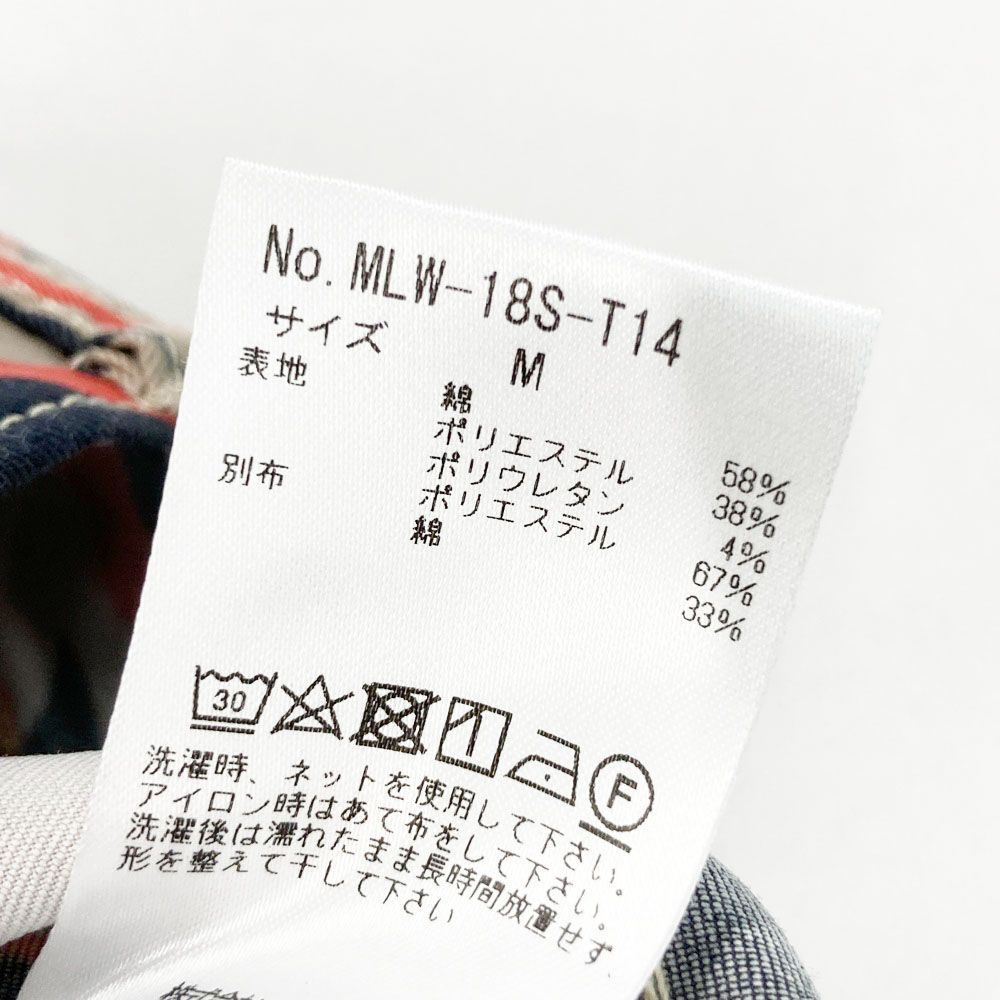 No. MLW-18S-T14
サイズ M
表地 綿 58%
ポリエステル 38%
ポリウレタン 4%
別布 ポリエステル 67%
綿 33%
30
F
洗濯時、ネットを使用して下さい。
アイロン時はあて布をして下さい。
洗濯後は濡れたまま長時間放置せず、
形を整えて干して下さい